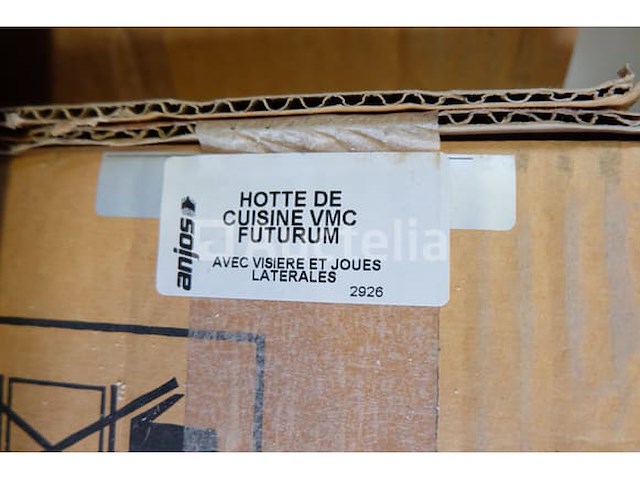 anjos
HOTTE DE
CUISINE VMC
FUTURUM
AVEC VISIERE ET JOUES
LATERALES
2926